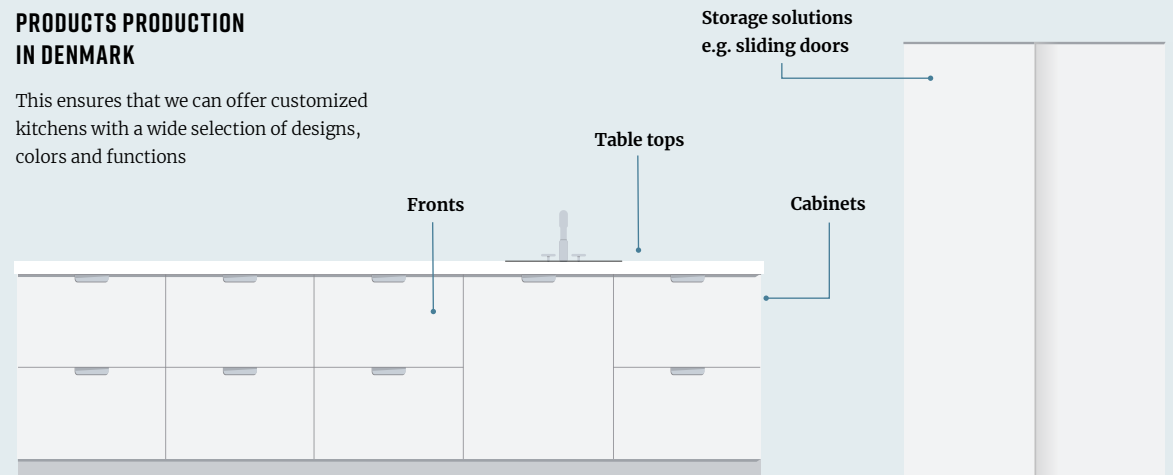 PRODUCTS PRODUCTION
IN DENMARK
This ensures that we can offer customized
kitchens with a wide selection of designs,
colors and functions
Storage solutions
e.g. sliding doors
Table tops
Fronts
Cabinets